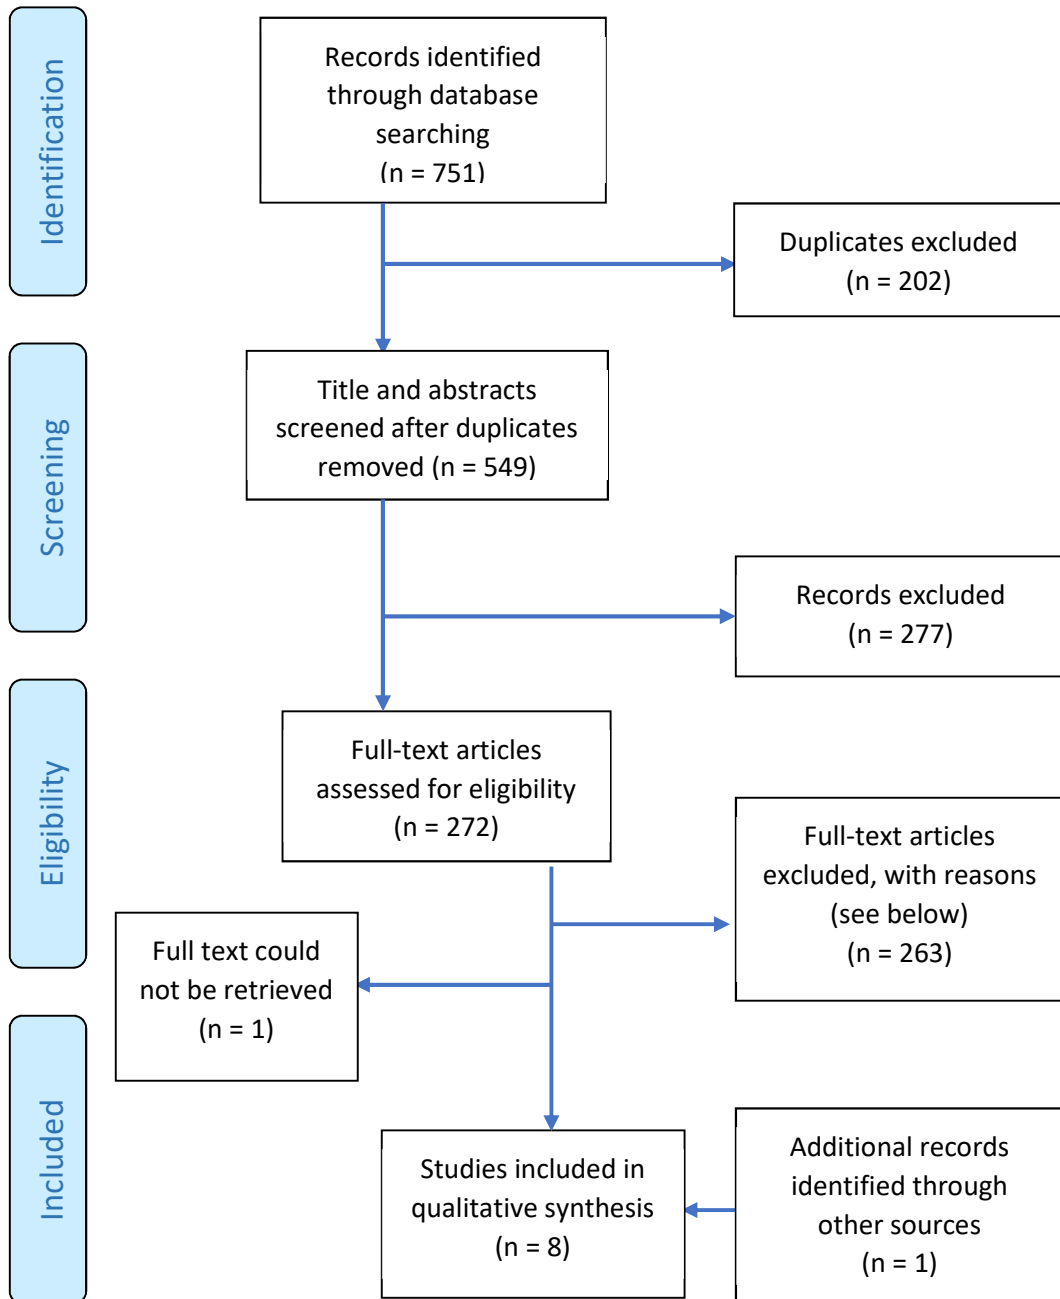 Identification
Records identified
through database
searching
(n = 751)
Duplicates excluded
(n = 202)
Screening
Title and abstracts
screened after duplicates
removed (n = 549)
Records excluded
(n = 277)
Eligibility
Full-text articles
assessed for eligibility
(n = 272)
Full-text articles
excluded, with reasons
(see below)
(n = 263)
Full text could
not be retrieved
(n = 1)
Included
Studies included in
qualitative synthesis
(n = 8)
Additional records
identified through
other sources
(n = 1)